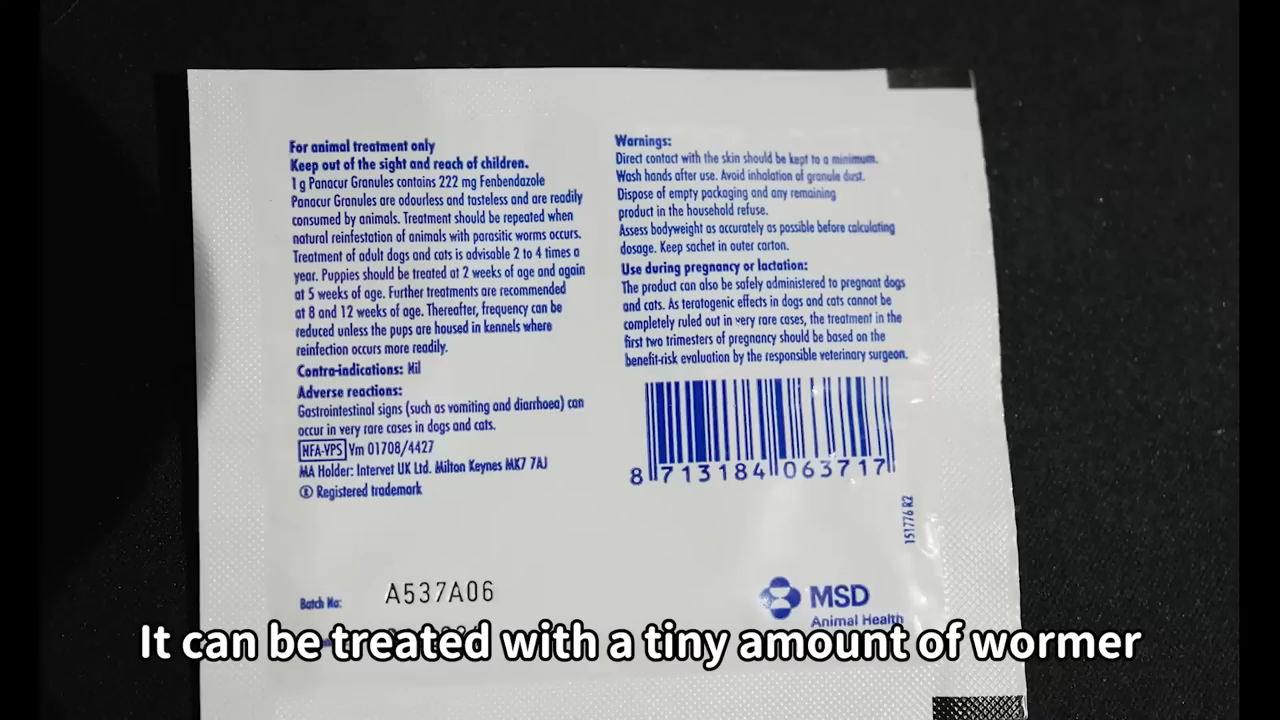 For animal treatment only
Keep out of the sight and reach of children.
1 g Panacur Granules contains 222 mg Fenbendazole
Panacur Granules are odourless and tasteless and are readily
consumed by animals. Treatment should be repeated when
natural reinfestation of animals with parasitic worms occurs.
Treatment of adult dogs and cats is advisable 2 to 4 times a
year. Puppies should be treated at 2 weeks of age and again
at 5 weeks of age. Further treatments are recommended
at 8 and 12 weeks of age. Thereafter, frequency can be
reduced unless the pups are housed in kennels where
reinfection occurs more readily.
Contra-indications: Nil
Adverse reactions:
Gastrointestinal signs (such as vomiting and diarrhoea) can
occur in very rare cases in dogs and cats.
NFA-VPS Vm 01708/4427
MA Holder: Intervet UK Ltd. Milton Keynes MK7 7AJ
® Registered trademark
Warnings:
Direct contact with the skin should be kept to a minimum.
Wash hands after use. Avoid inhalation of granule dust.
Dispose of empty packaging and any remaining
product in the household refuse.
Assess bodyweight as accurately as possible before calculating
dosage. Keep sachet in outer carton.
Use during pregnancy or lactation:
The product can also be safely administered to pregnant dogs
and cats. As teratogenic effects in dogs and cats cannot be
completely ruled out in very rare cases, the treatment in the
first two trimesters of pregnancy should be based on the
benefit-risk evaluation by the responsible veterinary surgeon.
8 713184 063717
151776 R2
Batch No: A537A06
MSD
Animal Health
It can be treated with a tiny amount of wormer